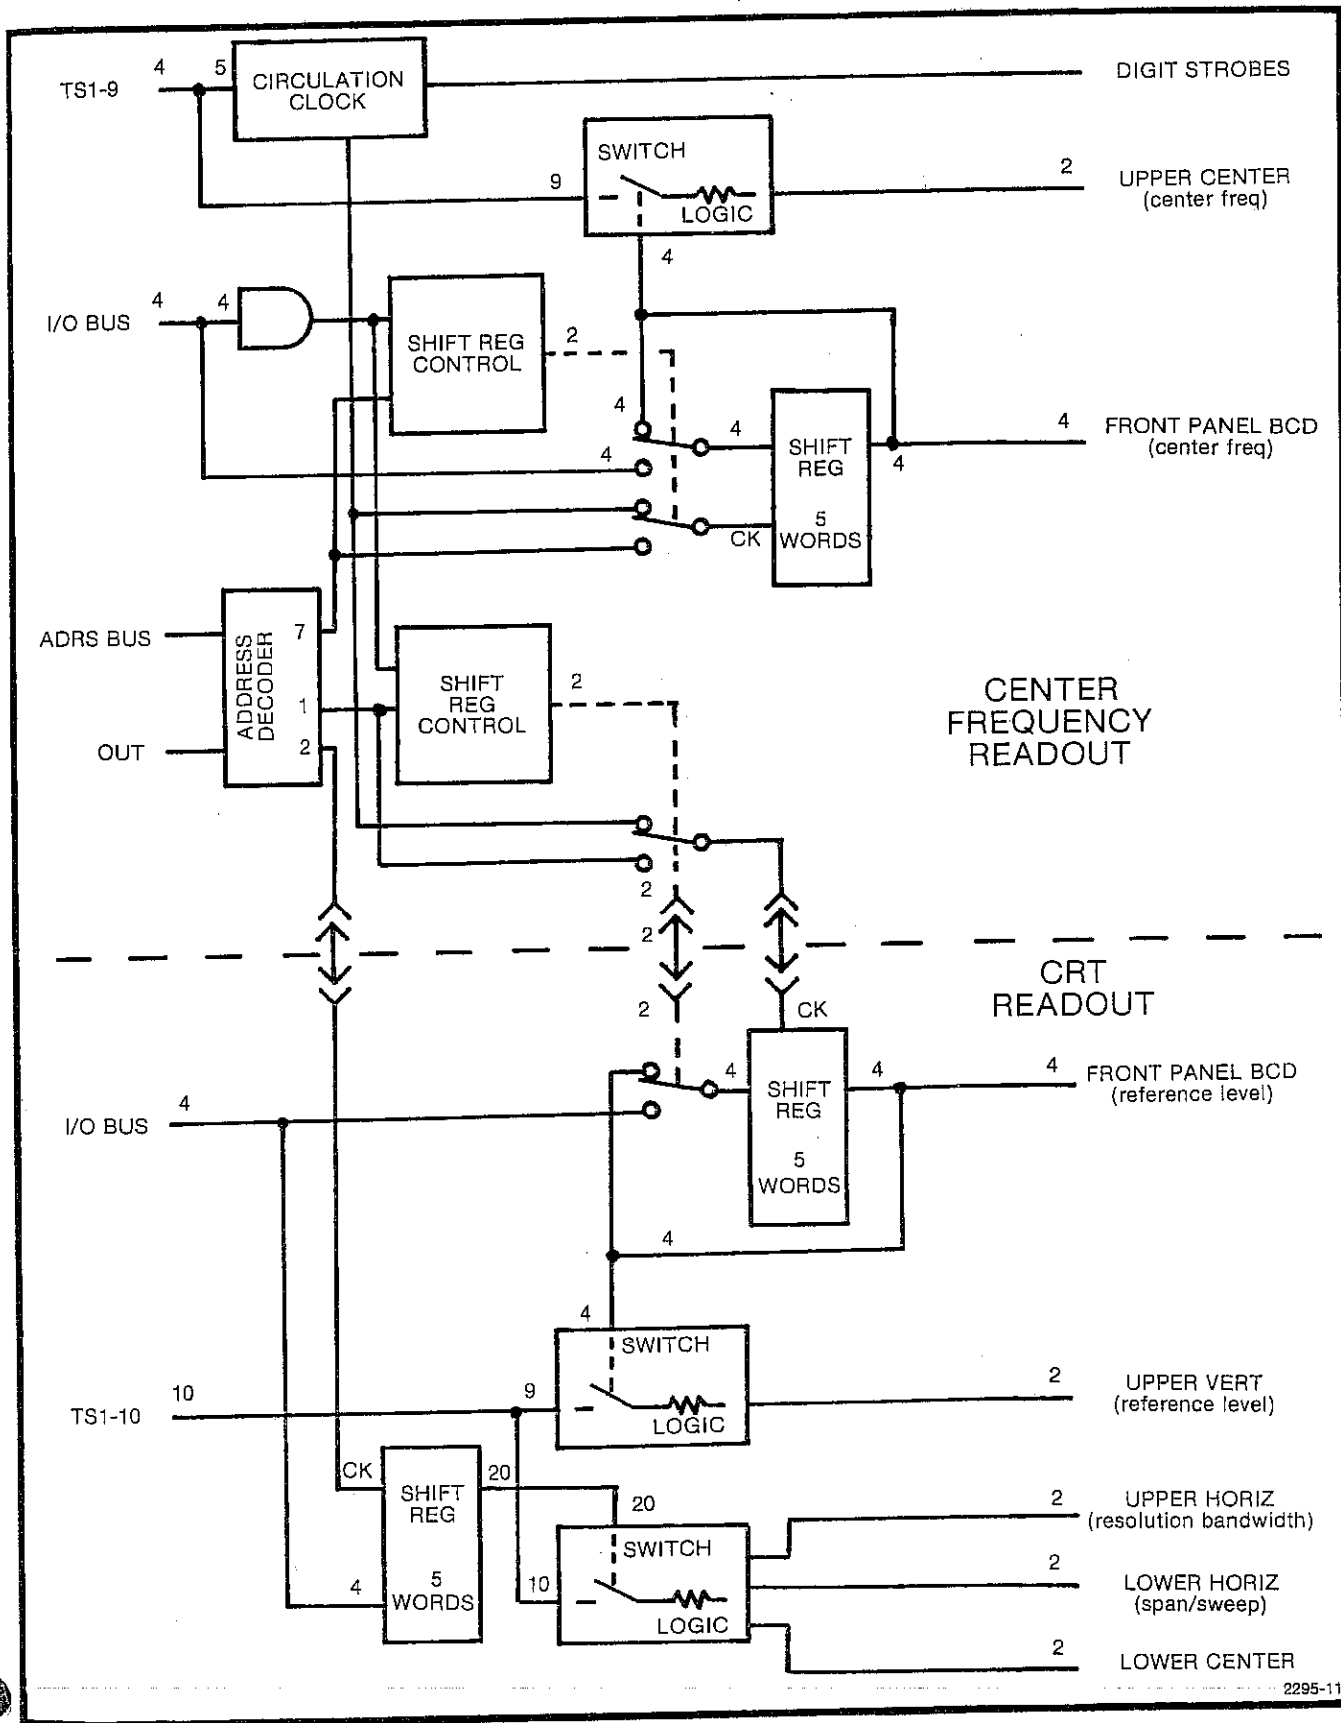 4
5
TS1-9
CIRCULATION
CLOCK
DIGIT STROBES
SWITCH
9
LOGIC
2
UPPER CENTER
(center freq)
4
4
4
I/O BUS
SHIFT REG
CONTROL
2
4
4
4
SHIFT
REG
5
WORDS
4
4
FRONT PANEL BCD
(center freq)
CK
ADRS BUS
OUT
ADDRESS
DECODER
7
1
2
SHIFT
REG
CONTROL
2
CENTER
FREQUENCY
READOUT
2
2
CRT
READOUT
2
CK
4
SHIFT
REG
5
WORDS
4
4
FRONT PANEL BCD
(reference level)
4
I/O BUS
4
4
SWITCH
LOGIC
10
TS1-10
9
2
UPPER VERT
(reference level)
CK
SHIFT
REG
5
WORDS
4
20
20
SWITCH
LOGIC
10
2
UPPER HORIZ
(resolution bandwidth)
2
LOWER HORIZ
(span/sweep)
2
LOWER CENTER
2295-11